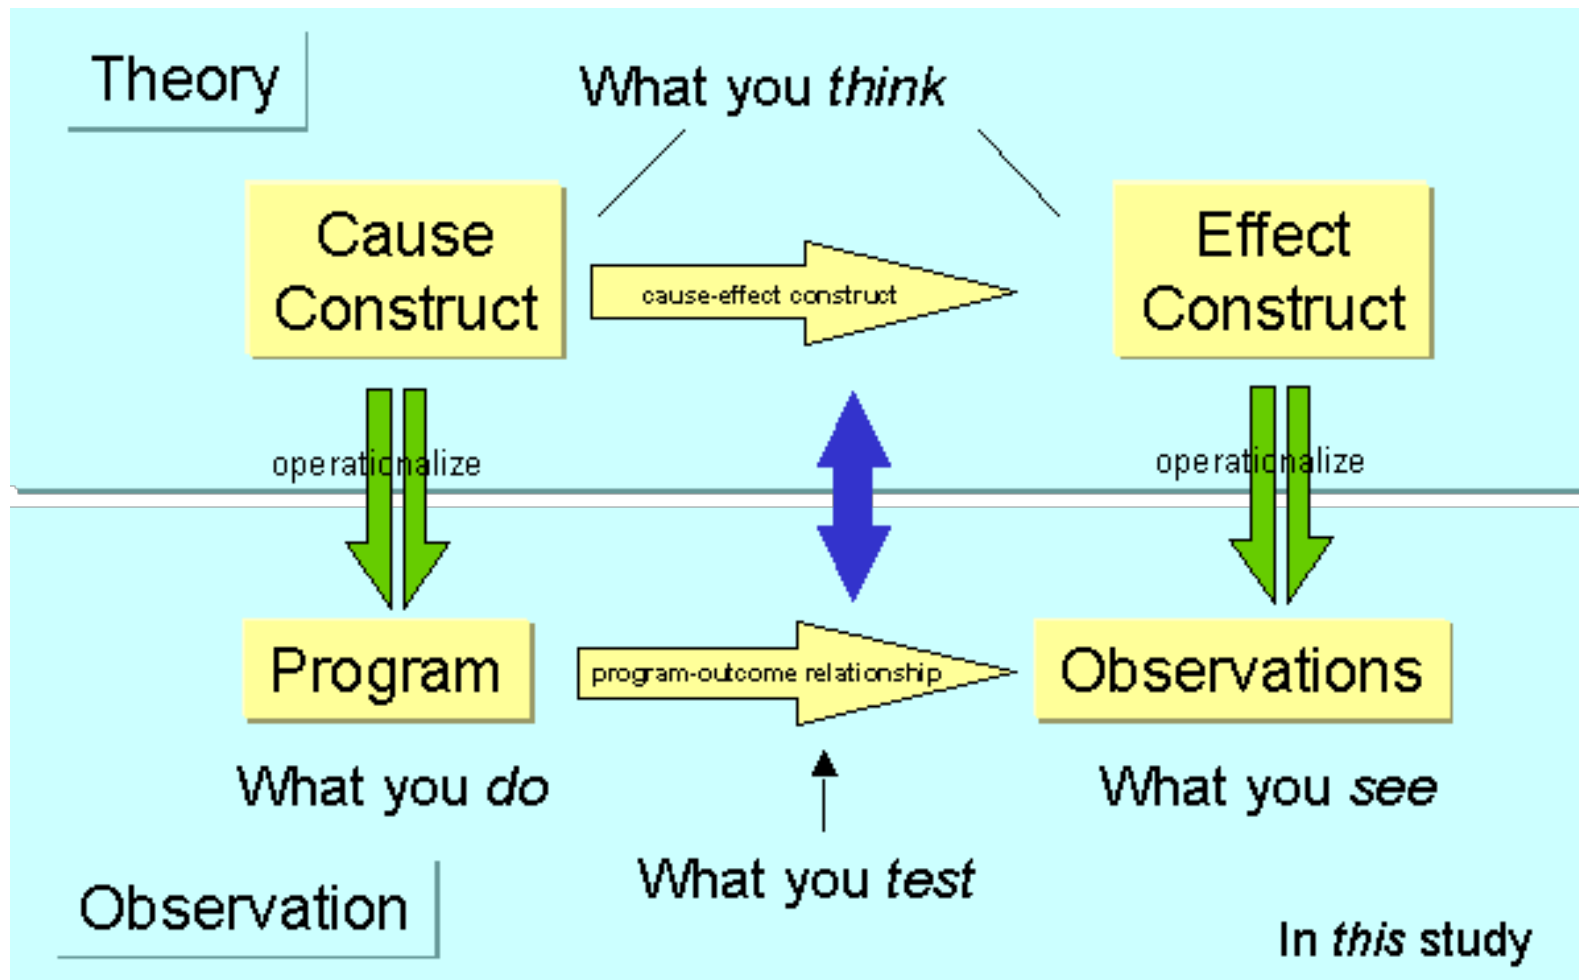 Theory
What you think
Cause
Construct
cause-effect construct
Effect
Construct
operationalize
operationalize
Program
program-outcome relationship
Observations
What you do
What you see
What you test
Observation
In this study